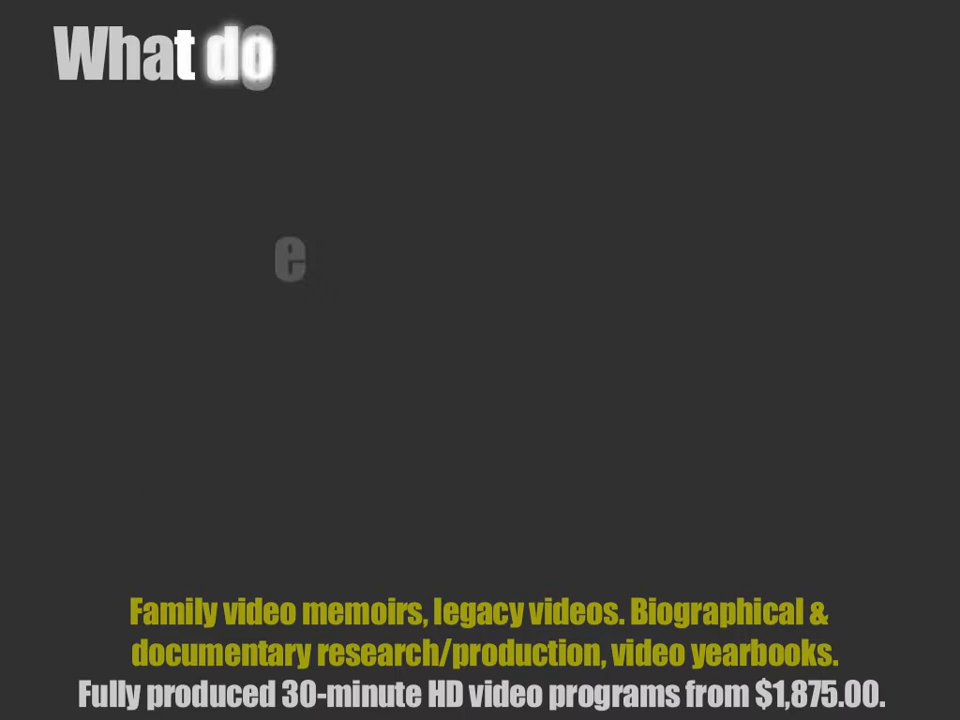 What do
e
Family video memoirs, legacy videos. Biographical &
documentary research/production, video yearbooks.
Fully produced 30-minute HD video programs from $1,875.00.